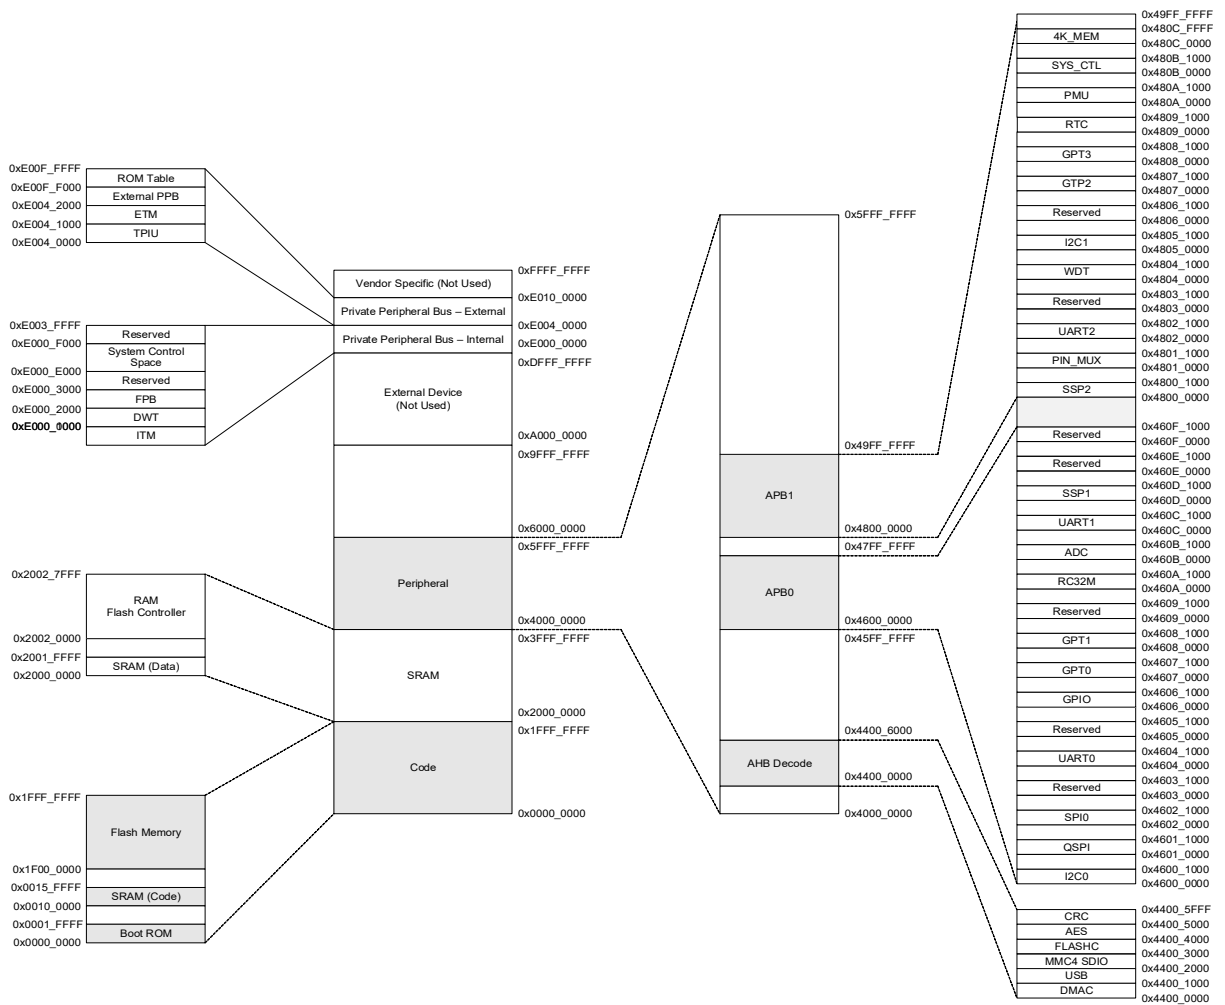 0xE00F_FFFF
ROM Table
0xE00F_F000
External PPB
0xE004_2000
ETM
0xE004_1000
TPIU
0xE004_0000
0xE003_FFFF
Reserved
0xE000_F000
System Control
Space
0xE000_E000
Reserved
0xE000_3000
FPB
0xE000_2000
DWT
ITM
0x2002_7FFF
RAM
Flash Controller
0x2002_0000
0x2001_FFFF
SRAM (Data)
0x2000_0000
0x1FFF_FFFF
Flash Memory
0x1F00_0000
0x0015_FFFF
SRAM (Code)
0x0010_0000
0x0001_FFFF
Boot ROM
0x0000_0000
0xFFFF_FFFF
Vendor Specific (Not Used)
0xE010_0000
Private Peripheral Bus – External
0xE004_0000
Private Peripheral Bus – Internal
0xE000_0000
0xDFFF_FFFF
External Device
(Not Used)
0xA000_0000
0x9FFF_FFFF
0x6000_0000
0x5FFF_FFFF
Peripheral
0x4000_0000
0x3FFF_FFFF
SRAM
0x2000_0000
0x1FFF_FFFF
Code
0x0000_0000
0x5FFF_FFFF
0x49FF_FFFF
APB1
0x4800_0000
0x47FF_FFFF
APB0
0x4600_0000
0x45FF_FFFF
0x4400_6000
AHB Decode
0x4400_0000
0x4000_0000
0x49FF_FFFF
0x480C_FFFF
4K_MEM
0x480C_0000
0x480B_1000
SYS_CTL
0x480B_0000
0x480A_1000
PMU
0x480A_0000
0x4809_1000
RTC
0x4809_0000
0x4808_1000
GPT3
0x4808_0000
0x4807_1000
GTP2
0x4807_0000
0x4806_1000
Reserved
0x4806_0000
0x4805_1000
I2C1
0x4805_0000
0x4804_1000
WDT
0x4804_0000
0x4803_1000
Reserved
0x4803_0000
0x4802_1000
UART2
0x4802_0000
0x4801_1000
PIN_MUX
0x4801_0000
0x4800_1000
SSP2
0x4800_0000
0x460F_1000
Reserved
0x460F_0000
0x460E_1000
Reserved
0x460E_0000
0x460D_1000
SSP1
0x460D_0000
0x460C_1000
UART1
0x460C_0000
0x460B_1000
ADC
0x460B_0000
0x460A_1000
RC32M
0x460A_0000
0x4609_1000
Reserved
0x4609_0000
0x4608_1000
GPT1
0x4608_0000
0x4607_1000
GPT0
0x4607_0000
0x4606_1000
GPIO
0x4606_0000
0x4605_1000
Reserved
0x4605_0000
0x4604_1000
UART0
0x4604_0000
0x4603_1000
Reserved
0x4603_0000
0x4602_1000
SPI0
0x4602_0000
0x4601_1000
QSPI
0x4601_0000
0x4600_1000
I2C0
0x4600_0000
0x4400_5FFF
CRC
0x4400_5000
AES
0x4400_4000
FLASHC
0x4400_3000
MMC4 SDIO
0x4400_2000
USB
0x4400_1000
DMAC
0x4400_0000